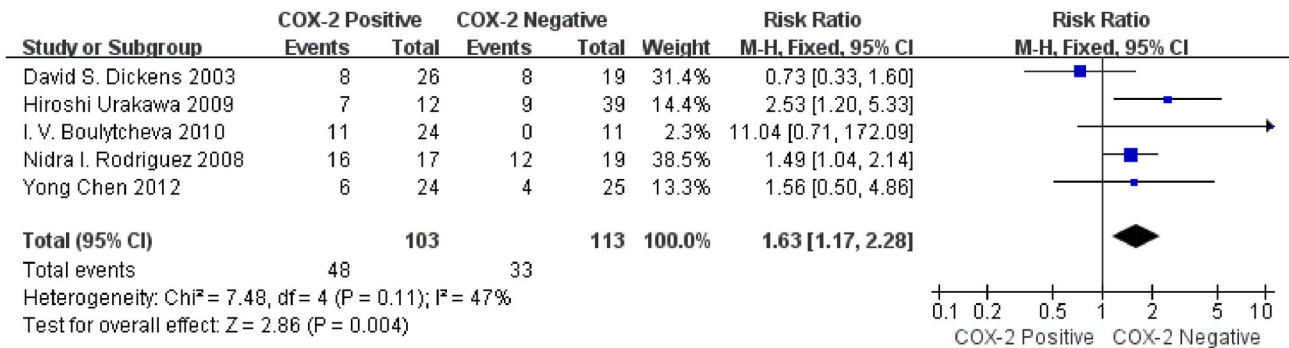 COX-2 Positive COX-2 Negative Risk Ratio Risk Ratio
Study or Subgroup Events Total Events Total Weight M-H, Fixed, 95% CI M-H, Fixed, 95% CI
David S. Dickens 2003 8 26 8 19 31.4% 0.73 [0.33, 1.60]
Hiroshi Urakawa 2009 7 12 9 39 14.4% 2.53 [1.20, 5.33]
I. V. Boulytcheva 2010 11 24 0 11 2.3% 11.04 [0.71, 172.09]
Nidra I. Rodriguez 2008 16 17 12 19 38.5% 1.49 [1.04, 2.14]
Yong Chen 2012 6 24 4 25 13.3% 1.56 [0.50, 4.86]
Total (95% CI) 103 113 100.0% 1.63 [1.17, 2.28]
Total events 48 33
Heterogeneity: Chi² = 7.48, df = 4 (P = 0.11); I² = 47%
Test for overall effect: Z = 2.86 (P = 0.004)
0.1 0.2 0.5 1 2 5 10
COX-2 Positive COX-2 Negative